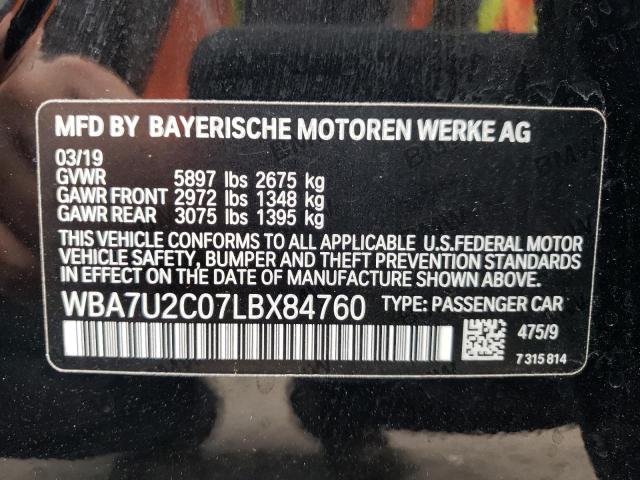 MFD BY BAYERISCHE MOTOREN WERKE AG
03/19
GVWR 5897 lbs 2675 kg
GAWR FRONT 2972 lbs 1348 kg
GAWR REAR 3075 lbs 1395 kg
THIS VEHICLE CONFORMS TO ALL APPLICABLE U.S.FEDERAL MOTOR
VEHICLE SAFETY, BUMPER AND THEFT PREVENTION STANDARDS
IN EFFECT ON THE DATE OF MANUFACTURE SHOWN ABOVE.
WBA7U2C07LBX84760 TYPE: PASSENGER CAR
475/9
7 315 814